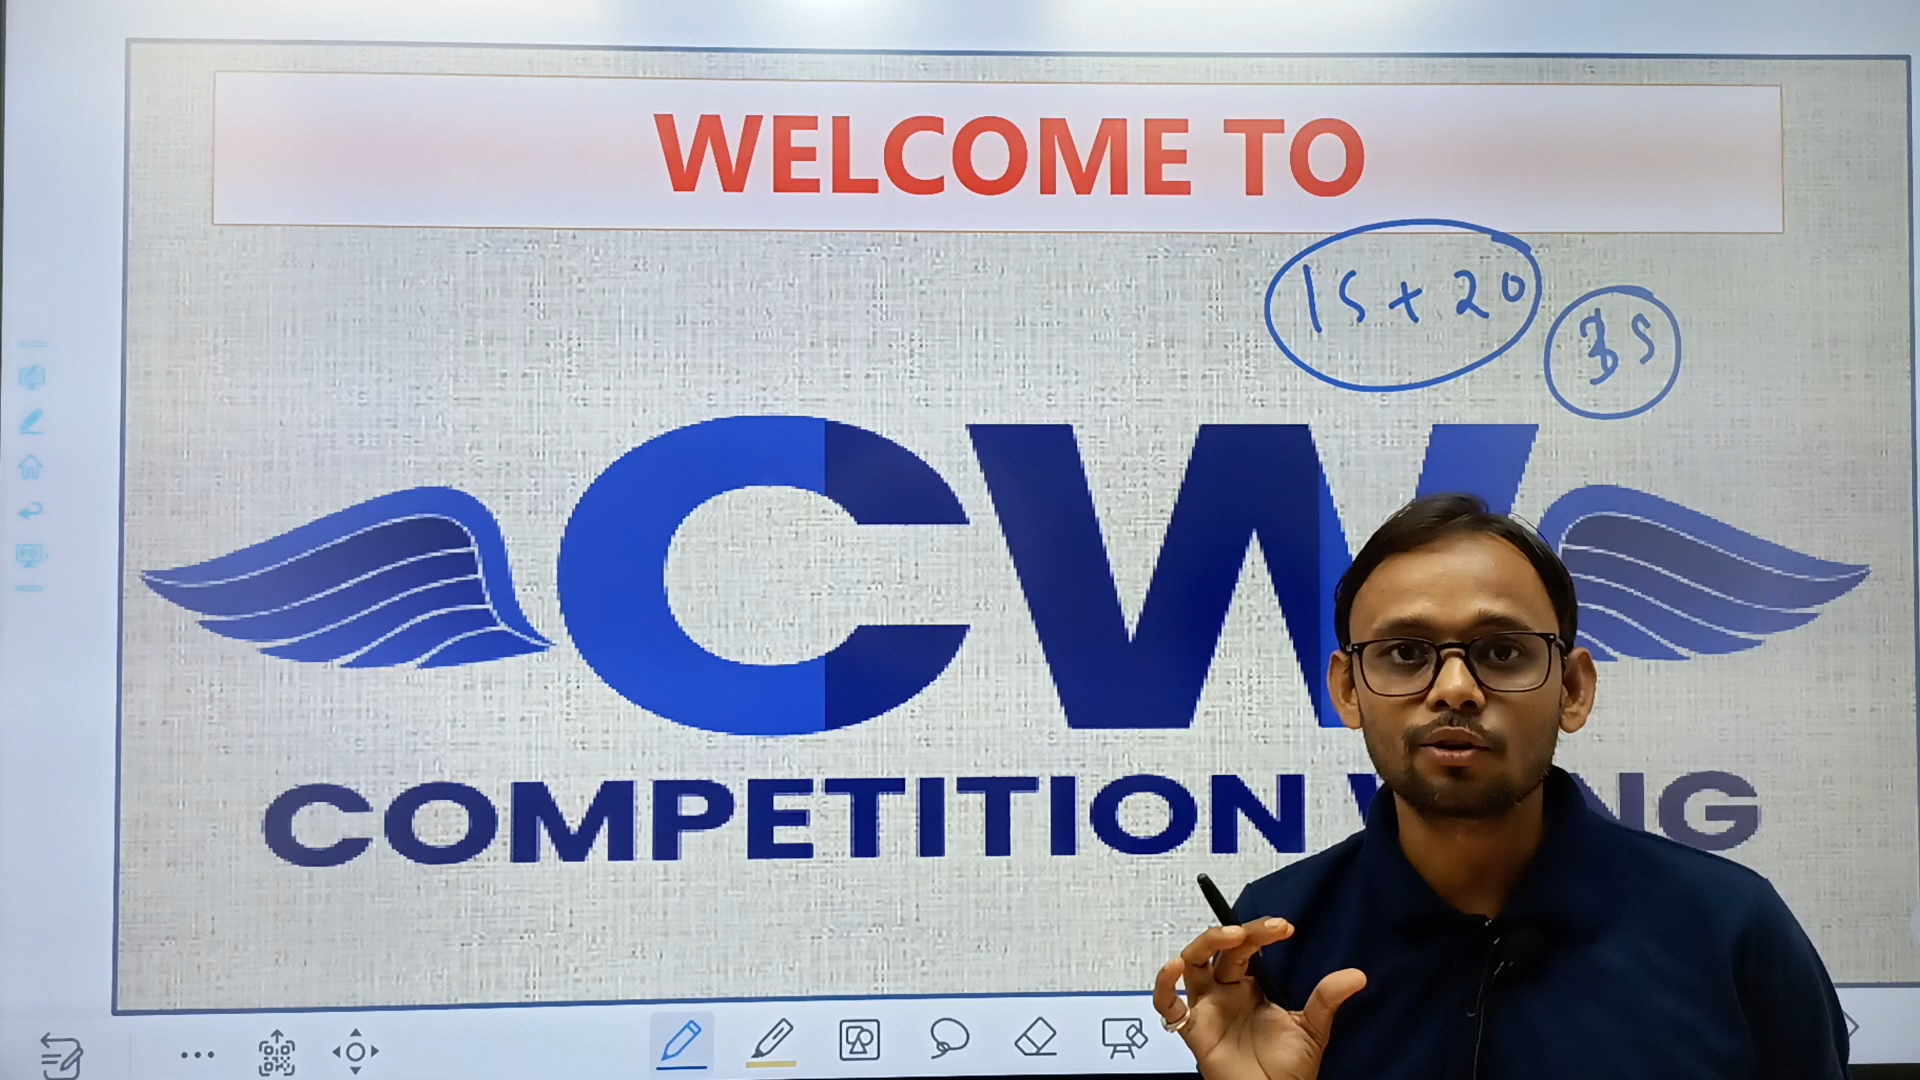 WELCOME TO
15 + 20
35
CW
COMPETITION W NG